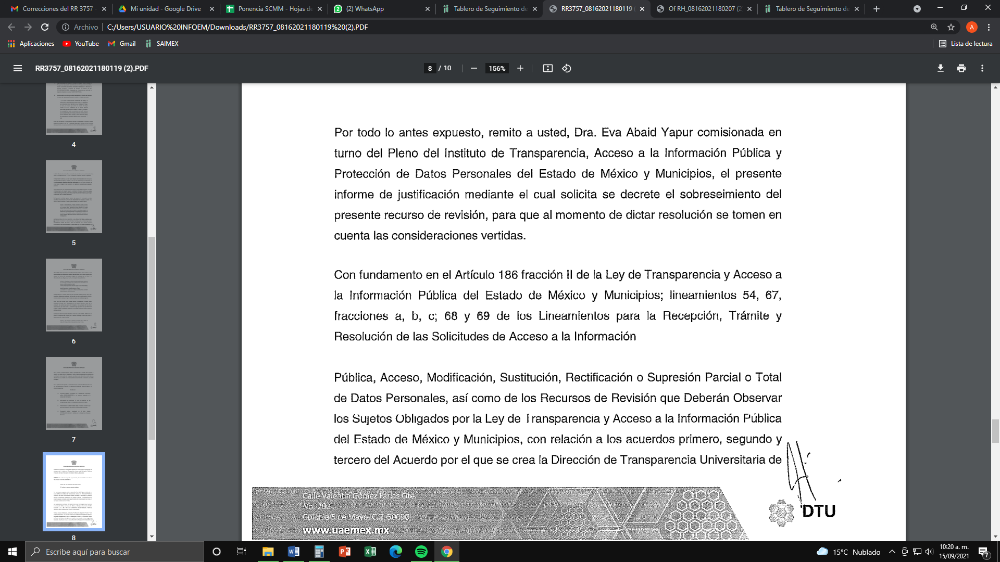 Correcciones del RR 3757
Mi unidad - Google Drive
Ponencia SCMM - Hojas de
(2) WhatsApp
Tablero de Seguimiento de
RR3757_08162021180119
Of RH_08162021180207 (2
Tablero de Seguimiento de
Archivo
C:/Users/USUARIO%20INFOEM/Downloads/RR3757_08162021180119%20(2).PDF
A
Aplicaciones
YouTube
Gmail
SAIMEX
Lista de lectura
RR3757_08162021180119 (2).PDF
8 / 10
156%
4
5
6
7
8
Por todo lo antes expuesto, remito a usted, Dra. Eva Abaid Yapur comisionada en
turno del Pleno del Instituto de Transparencia, Acceso a la Información Pública y
Protección de Datos Personales del Estado de México y Municipios, el presente
informe de justificación mediante el cual solicita se decrete el sobreseimiento del
presente recurso de revisión, para que al momento de dictar resolución se tomen en
cuenta las consideraciones vertidas.
Con fundamento en el Artículo 186 fracción II de la Ley de Transparencia y Acceso a
la Información Pública del Estado de México y Municipios; lineamientos 54, 67,
fracciones a, b, c; 68 y 69 de los Lineamientos para la Recepción, Trámite y
Resolución de las Solicitudes de Acceso a la Información
Pública, Acceso, Modificación, Sustitución, Rectificación o Supresión Parcial o Total
de Datos Personales, así como de los Recursos de Revisión que Deberán Observar
los Sujetos Obligados por la Ley de Transparencia y Acceso a la Información Pública
del Estado de México y Municipios, con relación a los acuerdos primero, segundo y
tercero del Acuerdo por el que se crea la Dirección de Transparencia Universitaria de
Calle Valentín Gómez Farías Ote.
No. 200
Colonia 5 de Mayo. C.P. 50090
www.uaemex.mx
DTU
Escribe aquí para buscar
15°C Nublado
10:20 a. m.
15/09/2021
7